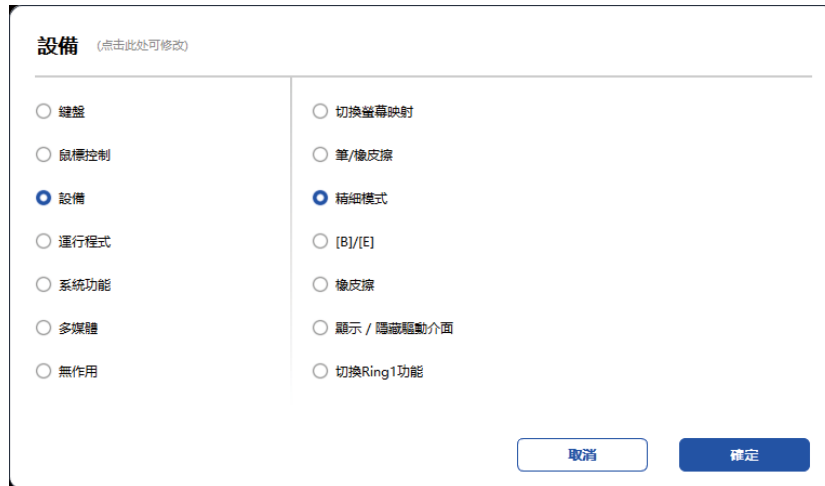 設備 (点击此处可修改)
鍵盤
鼠標控制
設備
運行程式
系統功能
多媒體
無作用
切換螢幕映射
筆/橡皮擦
精細模式
[B]/[E]
橡皮擦
顯示 / 隱藏驅動介面
切換Ring1功能
取消
確定